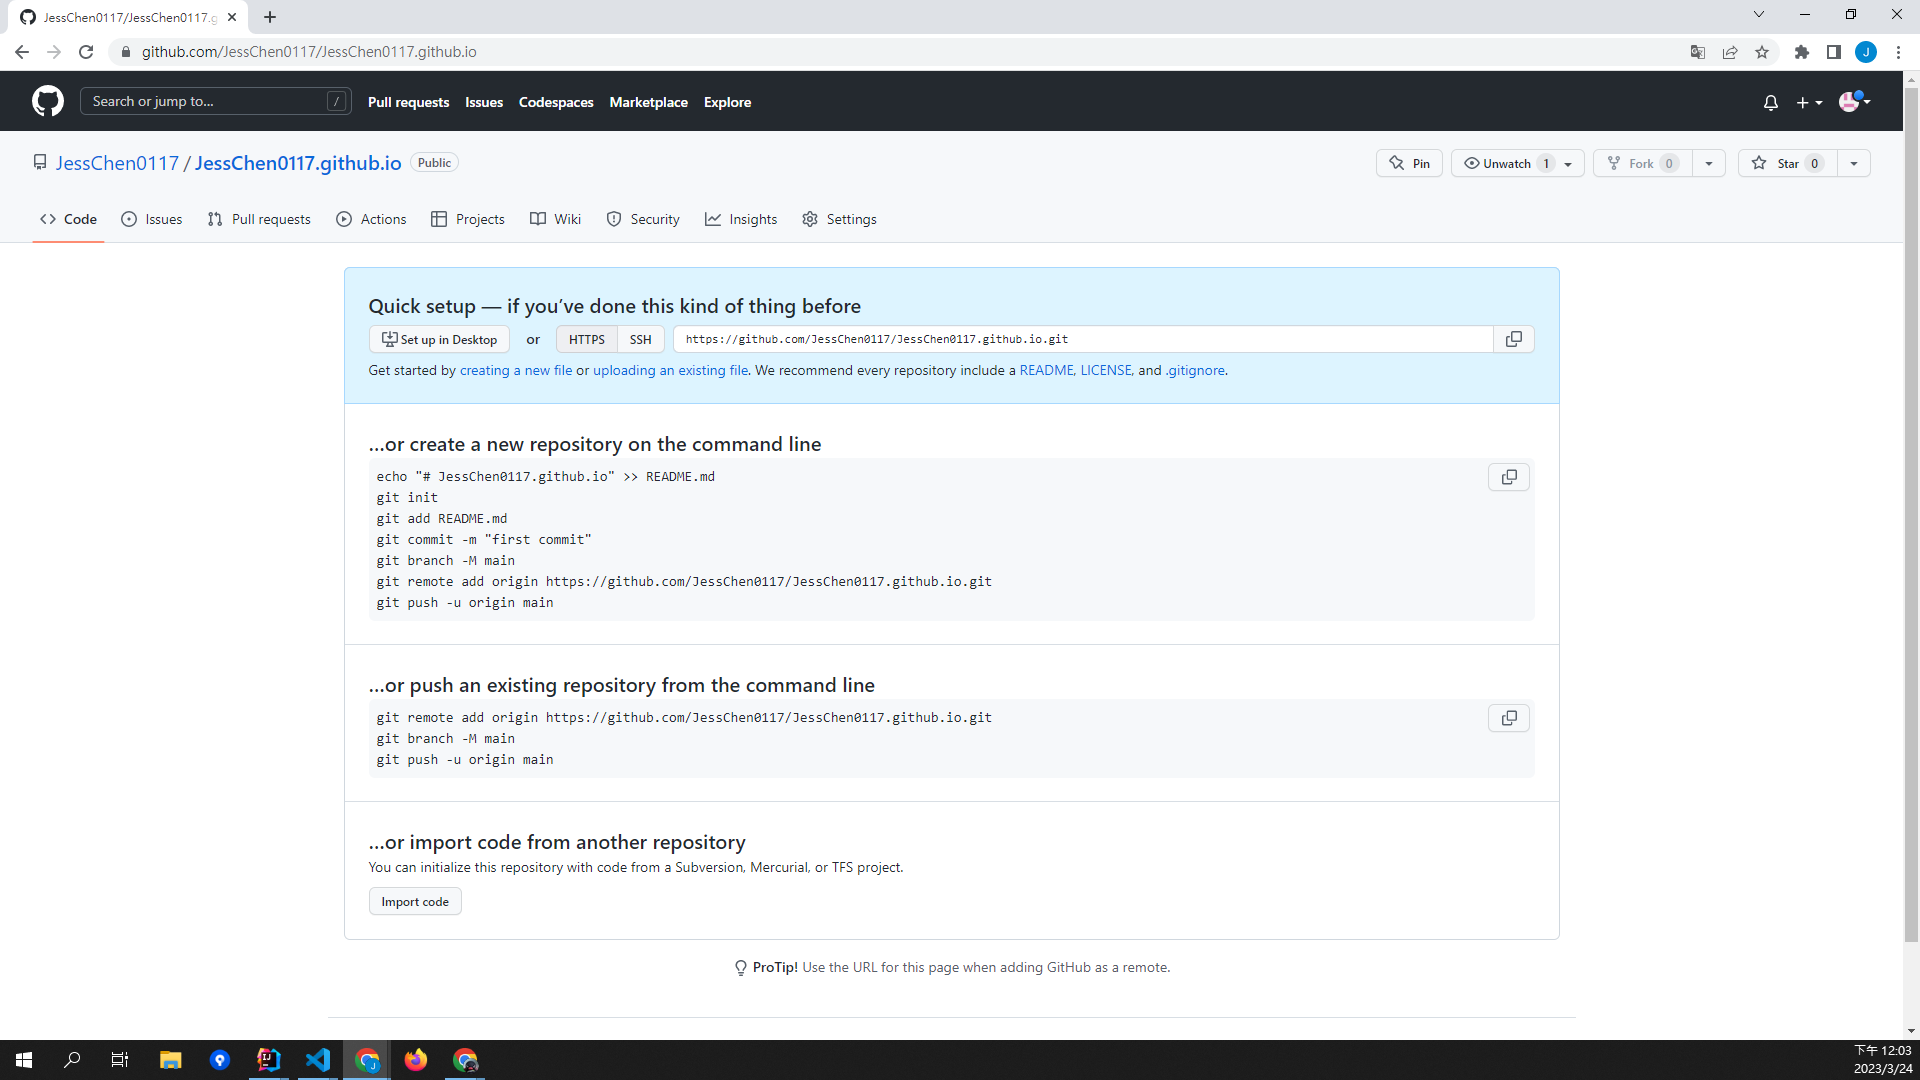 JessChen0117/JessChen0117.g
github.com/JessChen0117/JessChen0117.github.io
J
Search or jump to...
/
Pull requests
Issues
Codespaces
Marketplace
Explore
JessChen0117 / JessChen0117.github.io
Public
Pin
Unwatch 1
Fork 0
Star 0
Code
Issues
Pull requests
Actions
Projects
Wiki
Security
Insights
Settings
Quick setup — if you’ve done this kind of thing before
Set up in Desktop
or
HTTPS
SSH
https://github.com/JessChen0117/JessChen0117.github.io.git
Get started by creating a new file or uploading an existing file. We recommend every repository include a README, LICENSE, and .gitignore.
…or create a new repository on the command line
echo "# JessChen0117.github.io" >> README.md
git init
git add README.md
git commit -m "first commit"
git branch -M main
git remote add origin https://github.com/JessChen0117/JessChen0117.github.io.git
git push -u origin main
…or push an existing repository from the command line
git remote add origin https://github.com/JessChen0117/JessChen0117.github.io.git
git branch -M main
git push -u origin main
…or import code from another repository
You can initialize this repository with code from a Subversion, Mercurial, or TFS project.
Import code
ProTip! Use the URL for this page when adding GitHub as a remote.
IJ
J
下午 12:03
2023/3/24